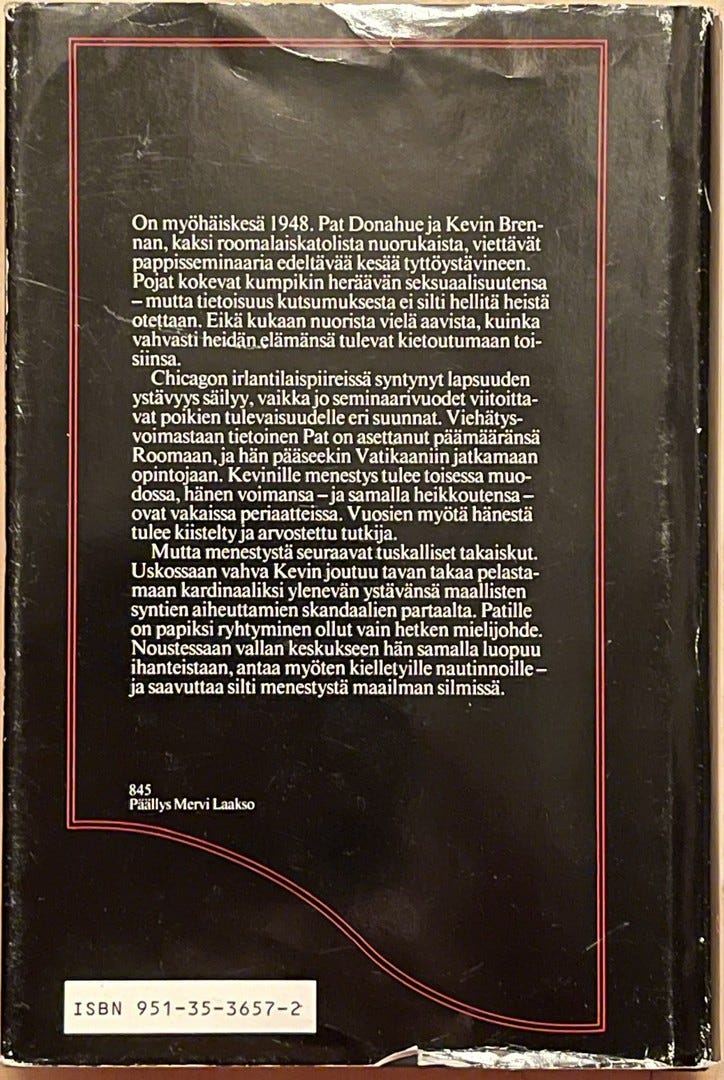 On myöhäiskesä 1948. Pat Donahue ja Kevin Bren-
nan, kaksi roomalaiskatolista nuorukaista, viettävät
pappisseminaaria edeltävää kesää tyttöystävineen.
Pojat kokevat kumpikin heräävän seksuaalisuutensa
– mutta tietoisuus kutsumuksesta ei silti hellitä heistä
otettaan. Eikä kukaan nuorista vielä aavista, kuinka
vahvasti heidän elämänsä tulevat kietoutumaan toi-
siinsa.
Chicagon irlantilaispiireissä syntynyt lapsuuden
ystävyys säilyy, vaikka jo seminaarivuodet viitoitta-
vat poikien tulevaisuudelle eri suunnat. Viehätys-
voimastaan tietoinen Pat on asettanut päämääränsä
Roomaan, ja hän pääseekin Vatikaaniin jatkamaan
opintojaan. Kevinille menestys tulee toisessa muo-
dossa, hänen voimansa – ja samalla heikkoutensa –
ovat vakaissa periaatteissa. Vuosien myötä hänestä
tulee kiistelty ja arvostettu tutkija.
Mutta menestystä seuraavat tuskalliset takaiskut.
Uskossaan vahva Kevin joutuu tavan takaa pelasta-
maan kardinaaliksi ylenevän ystävänsä maallisten
syntien aiheuttamien skandaalien partaalta. Patille
on papiksi ryhtyminen ollut vain hetken mielijohde.
Noustessaan vallan keskukseen hän samalla luopuu
ihanteistaan, antaa myöten kielletyille nautinnoille –
ja saavuttaa silti menestystä maailman silmissä.
845
Päällys Mervi Laakso
ISBN 951-35-3657-2